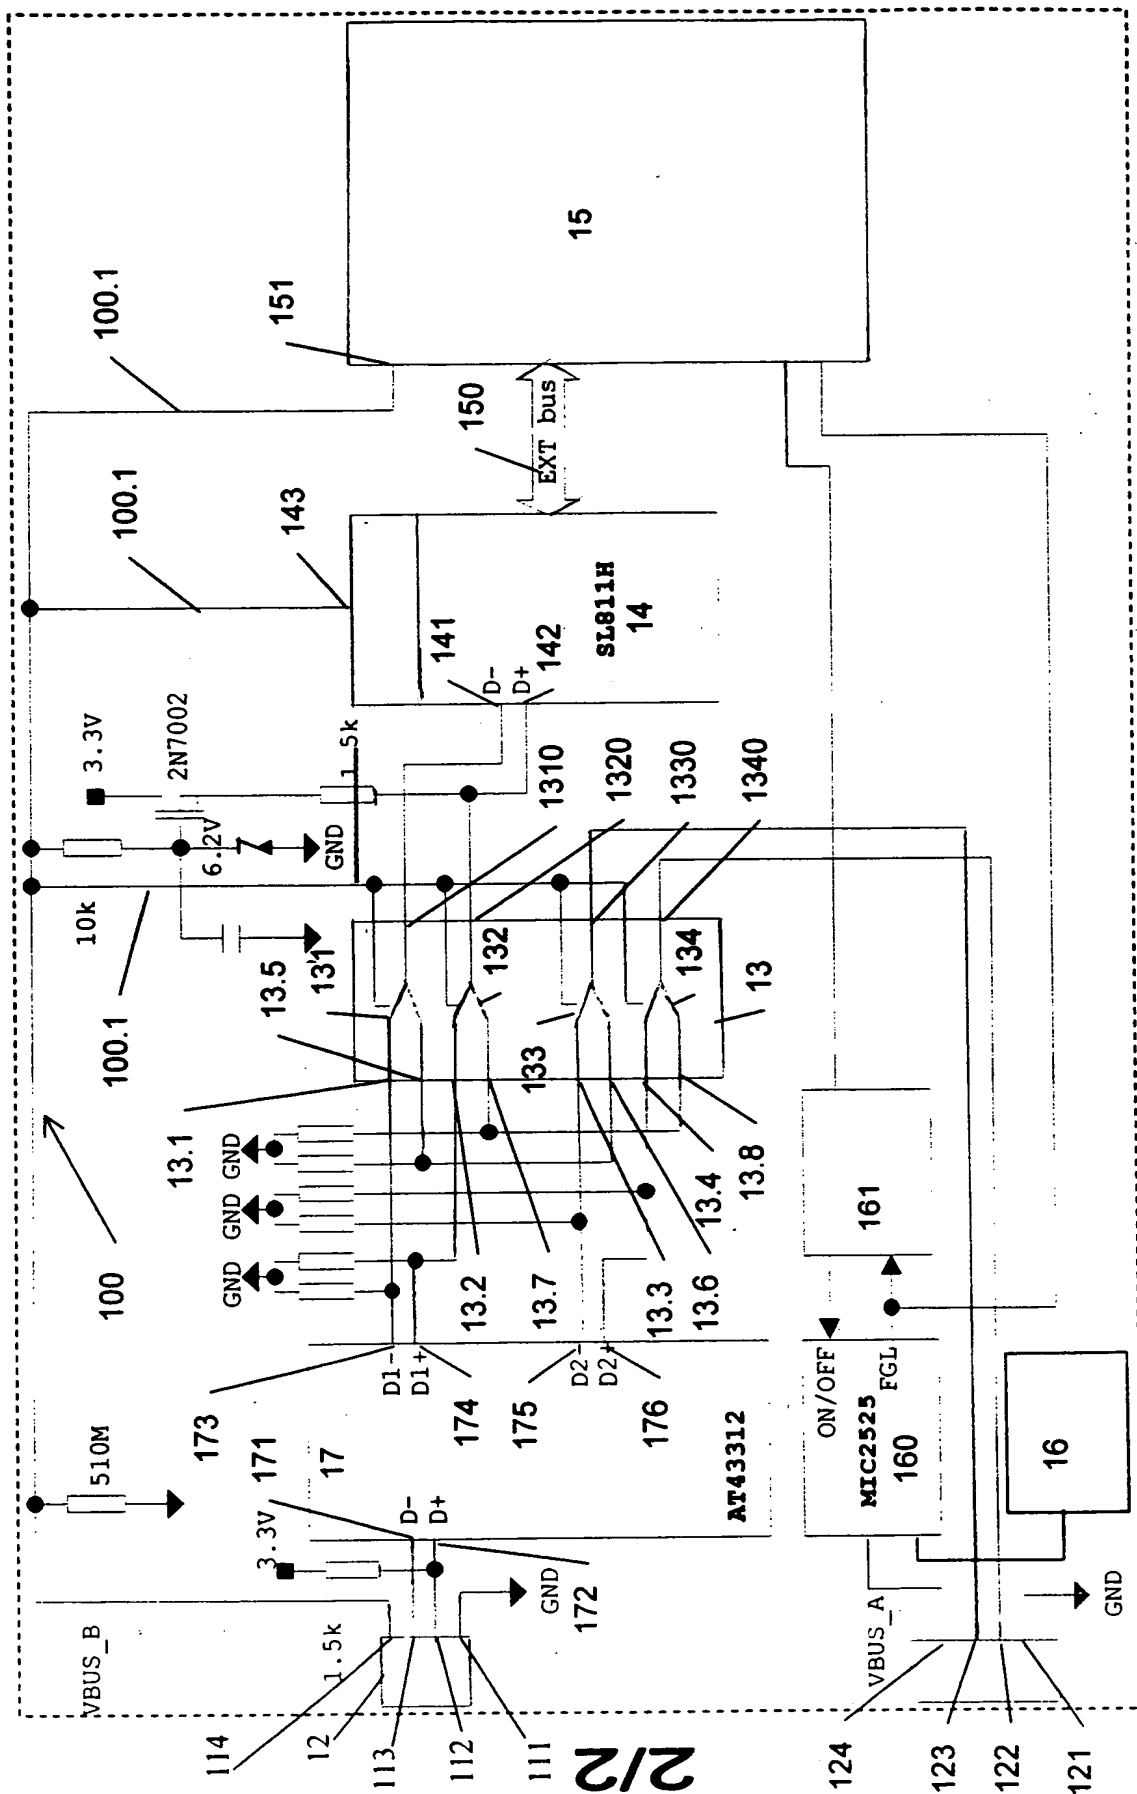 100.1
151
15
100.1
143
150
EXT bus
3.3V
2N7002
1.5k
141
D-
D+
142
SL811H
14
10k
6.2V
GND
1310
1320
1330
1340
100.1
13.5
131
132
133
134
13
13.1
GND
GND
GND
100
13.2
13.7
13.3
13.6
13.4
13.8
161
510M
173
171
17
D1-
D1+
174
175
D2-
D2+
176
AT43312
ON/OFF
FGL
MIC2525
160
16
3.3V
D-
D+
172
GND
VBUS_B
1.5k
VBUS_A
GND
114
12
113
112
111
2/2
124
123
122
121